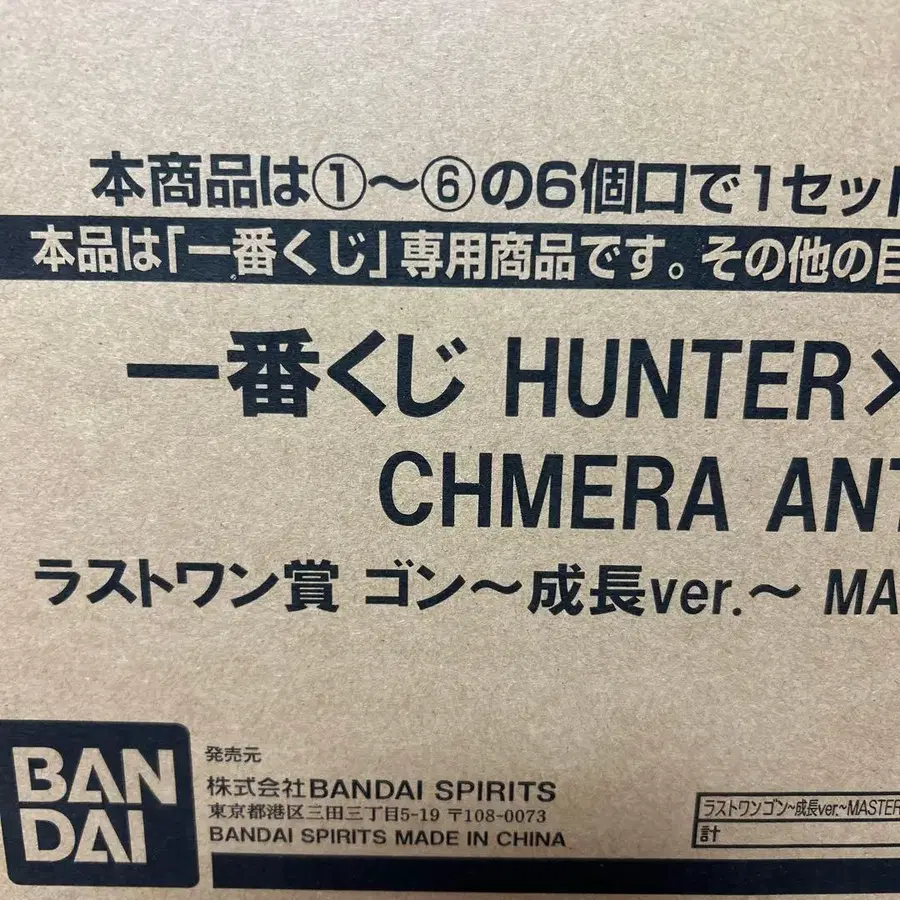 本商品は①～⑥の6個口で1セット
本品は「一番くじ」専用商品です。その他の目
一番くじ HUNTER×
CHMERA ANT
ラストワン賞 ゴン～成長ver.～ MA
BAN
DAI
発売元
株式会社BANDAI SPIRITS
東京都港区三田三丁目5-19 〒108-0073
BANDAI SPIRITS MADE IN CHINA
ラストワンゴン~成長ver.~MASTER
計